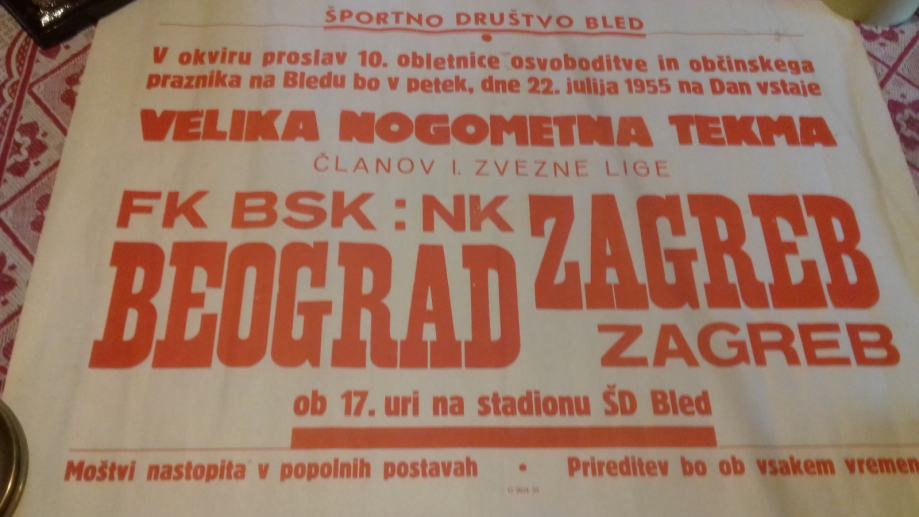 ŠPORTNO DRUŠTVO BLED
V okviru proslav 10. obletnice osvoboditve in občinskega
praznika na Bledu bo v petek, dne 22. julija 1955 na Dan vstaje
VELIKA NOGOMETNA TEKMA
ČLANOV I. ZVEZNE LIGE
FK BSK : NK ZAGREB
BEOGRAD ZAGREB
ob 17. uri na stadionu ŠD Bled
Moštvi nastopita v popolnih postavah • Prireditev bo ob vsakem vremen